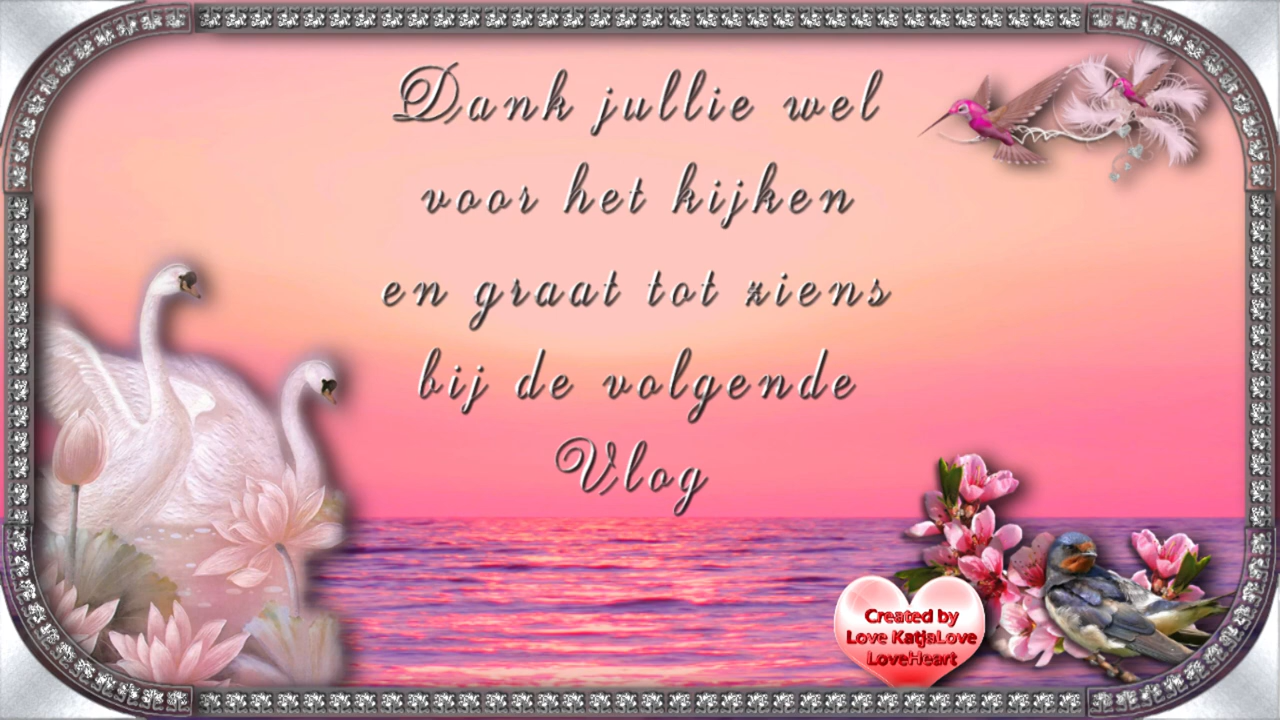 Dank jullie wel
voor het kijken
en graat tot ziens
bij de volgende
Vlog
Created by
Love KatjaLove
LoveHeart